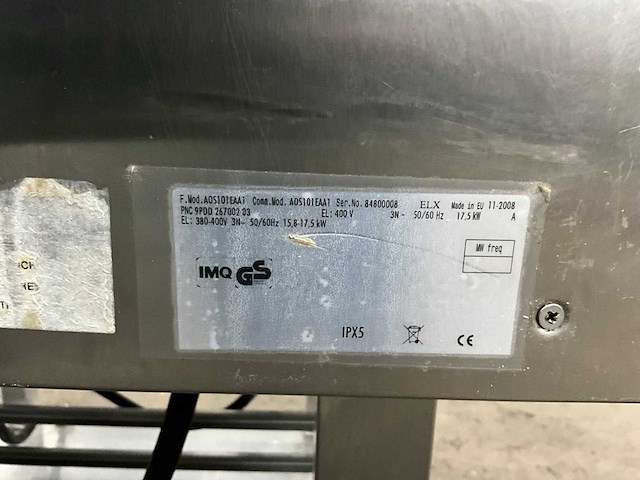 F.Mod. AOS101EAA1 Comm.Mod. AOS101EAA1 Ser.No. 84800008 ELX Made in EU 11-2008
PNC 9PDD 267002 03 EL: 400 V 3N~ 50/60 Hz 17.5 kW A
EL: 380-400V 3N~ 50/60Hz 15,8-17,5 kW
MW freq
IMQ GS
IPX5 CE